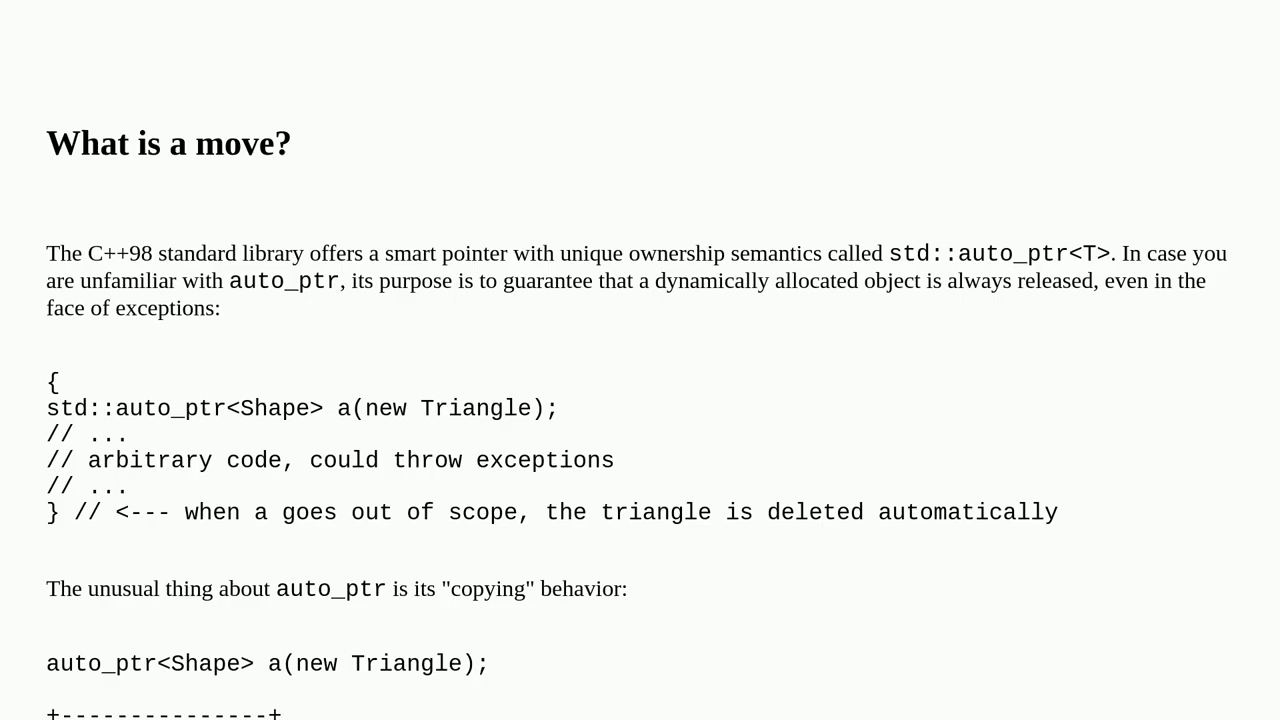 What is a move?
The C++98 standard library offers a smart pointer with unique ownership semantics called std::auto_ptr<T>. In case you
are unfamiliar with auto_ptr, its purpose is to guarantee that a dynamically allocated object is always released, even in the
face of exceptions:
{
std::auto_ptr<Shape> a(new Triangle);
// ...
// arbitrary code, could throw exceptions
// ...
} // <--- when a goes out of scope, the triangle is deleted automatically
The unusual thing about auto_ptr is its "copying" behavior:
auto_ptr<Shape> a(new Triangle);
+---------------+